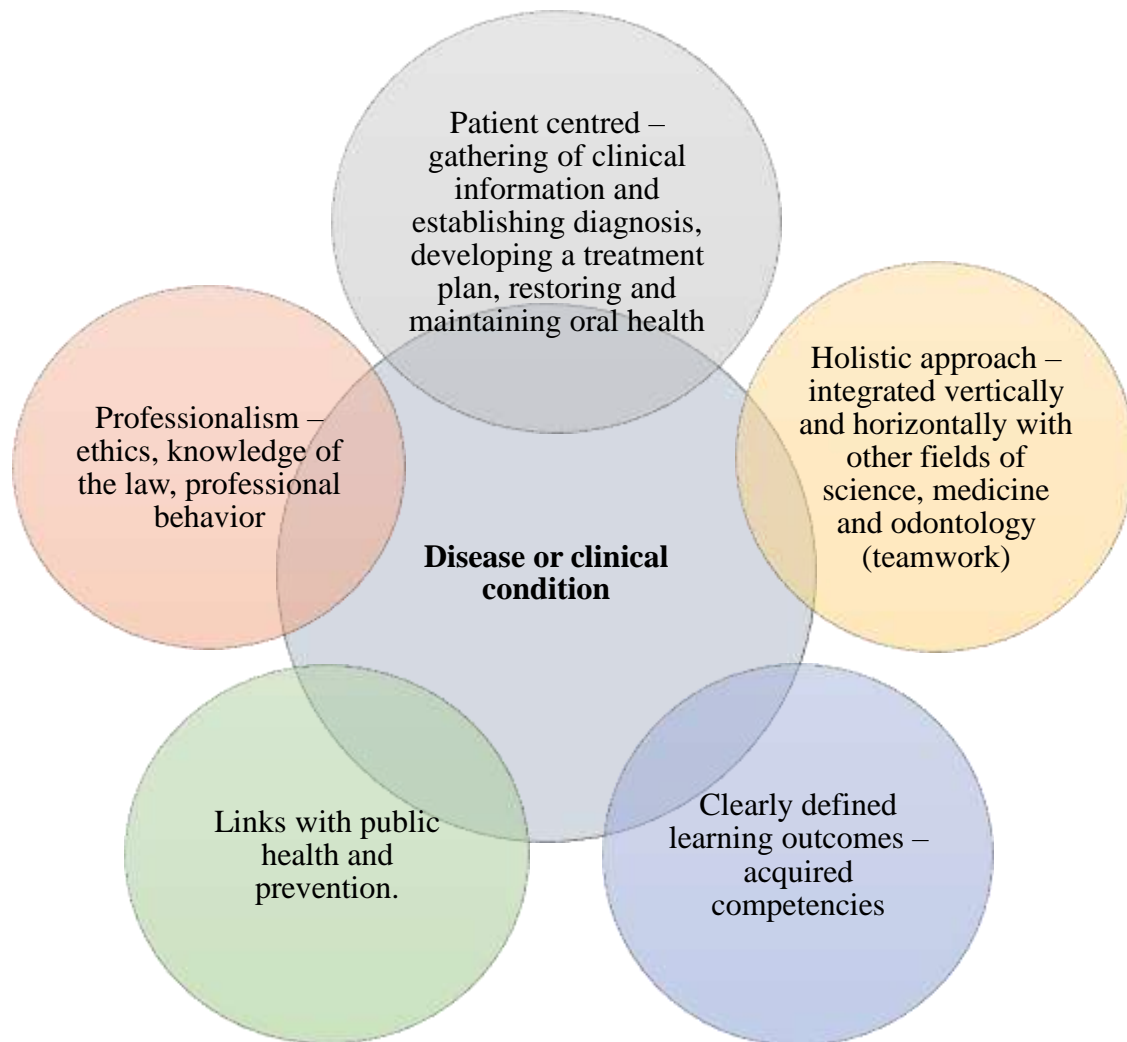 Patient centred –
gathering of clinical
information and
establishing diagnosis,
developing a treatment
plan, restoring and
maintaining oral health
Holistic approach –
integrated vertically
and horizontally with
other fields of
science, medicine
and odontology
(teamwork)
Clearly defined
learning outcomes –
acquired
competencies
Links with public
health and
prevention.
Professionalism –
ethics, knowledge of
the law, professional
behavior
Disease or clinical
condition